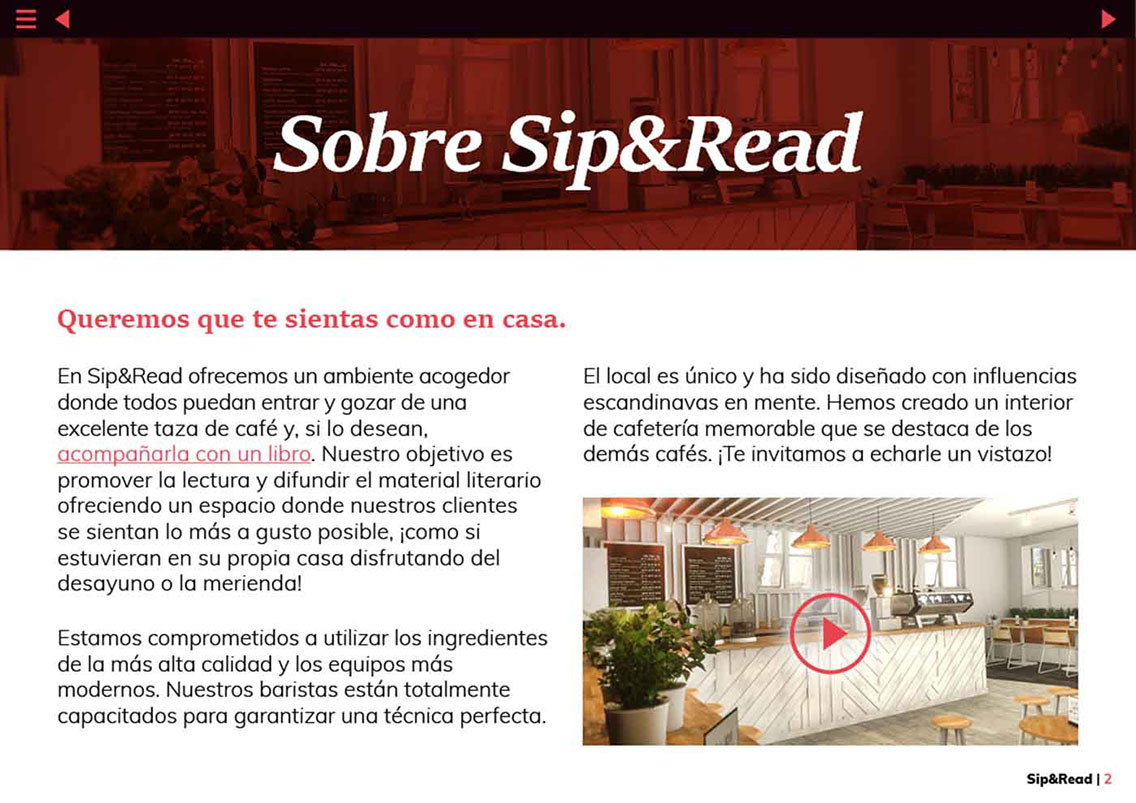 Sobre Sip&Read
Queremos que te sientas como en casa.
En Sip&Read ofrecemos un ambiente acogedor
donde todos puedan entrar y gozar de una
excelente taza de café y, si lo desean,
acompañarla con un libro. Nuestro objetivo es
promover la lectura y difundir el material literario
ofreciendo un espacio donde nuestros clientes
se sientan lo más a gusto posible, ¡como si
estuvieran en su propia casa disfrutando del
desayuno o la merienda!
Estamos comprometidos a utilizar los ingredientes
de la más alta calidad y los equipos más
modernos. Nuestros baristas están totalmente
capacitados para garantizar una técnica perfecta.
El local es único y ha sido diseñado con influencias
escandinavas en mente. Hemos creado un interior
de cafetería memorable que se destaca de los
demás cafés. ¡Te invitamos a echarle un vistazo!
Sip&Read | 2